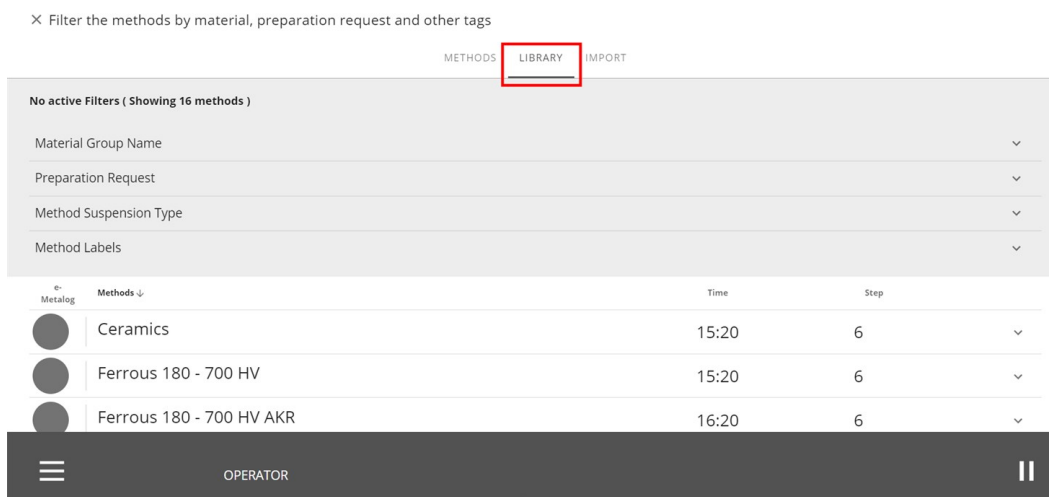 × Filter the methods by material, preparation request and other tags
METHODS LIBRARY IMPORT
No active Filters ( Showing 16 methods )
Material Group Name
Preparation Request
Method Suspension Type
Method Labels
e-
Metalog Methods ↓ Time Step
Ceramics 15:20 6
Ferrous 180 - 700 HV 15:20 6
Ferrous 180 - 700 HV AKR 16:20 6
OPERATOR